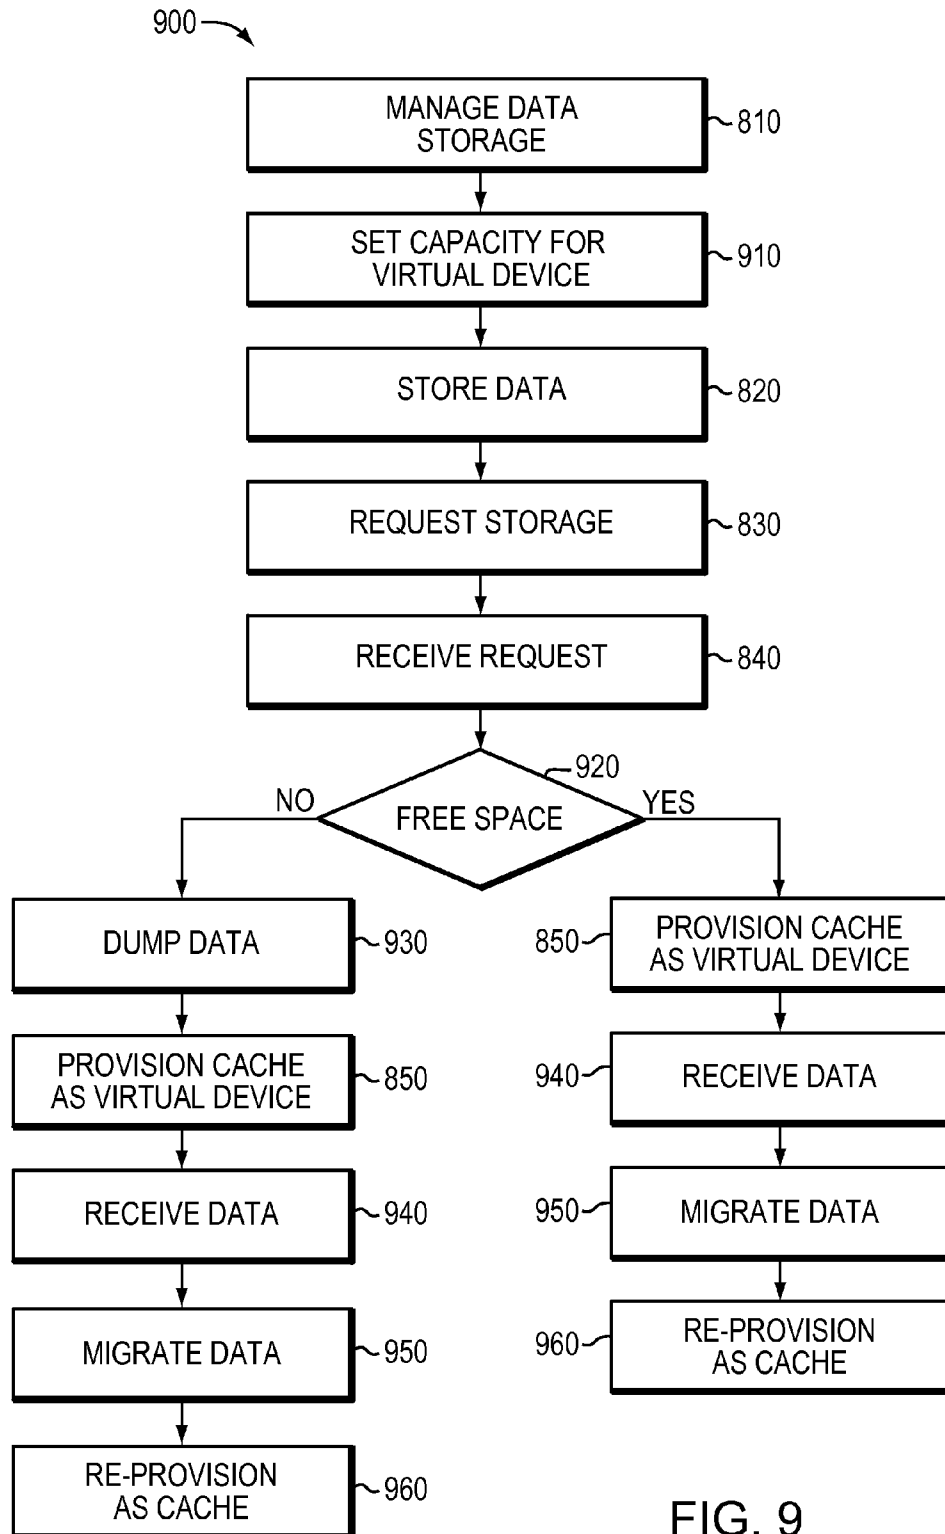 900
MANAGE DATA
STORAGE
810
SET CAPACITY FOR
VIRTUAL DEVICE
910
STORE DATA
820
REQUEST STORAGE
830
RECEIVE REQUEST
840
920
NO
FREE SPACE
YES
DUMP DATA
930
PROVISION CACHE
AS VIRTUAL DEVICE
850
RECEIVE DATA
940
MIGRATE DATA
950
RE-PROVISION
AS CACHE
960
850
PROVISION CACHE
AS VIRTUAL DEVICE
940
RECEIVE DATA
950
MIGRATE DATA
960
RE-PROVISION
AS CACHE
FIG. 9